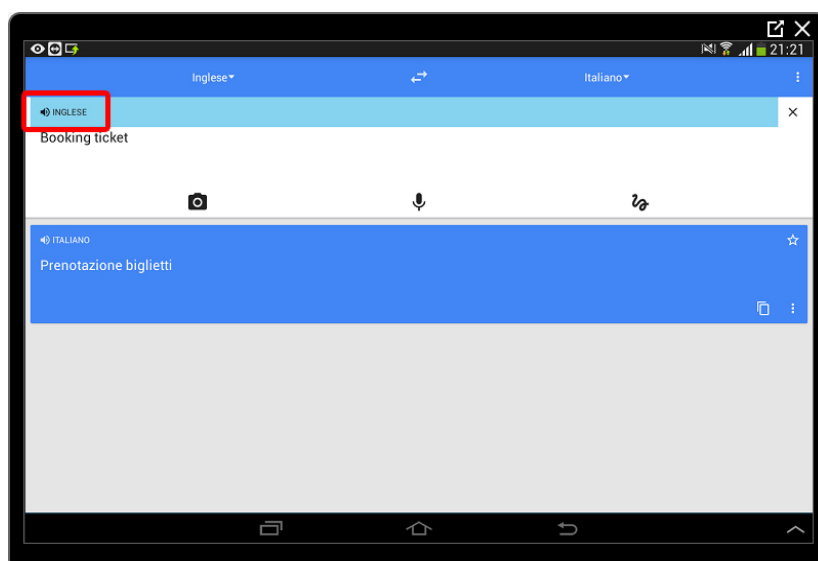 21:21
Inglese
Italiano
INGLESE
Booking ticket
ITALIANO
Prenotazione biglietti